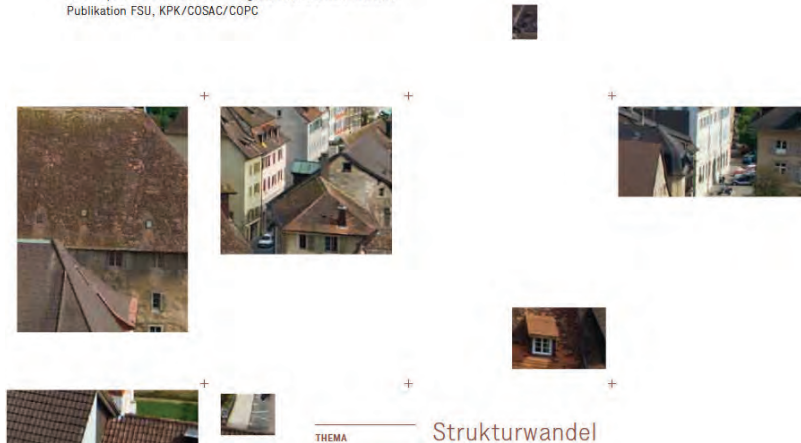 Publikation FSU, KPK/COSAC/COPC
THEMA
Strukturwandel